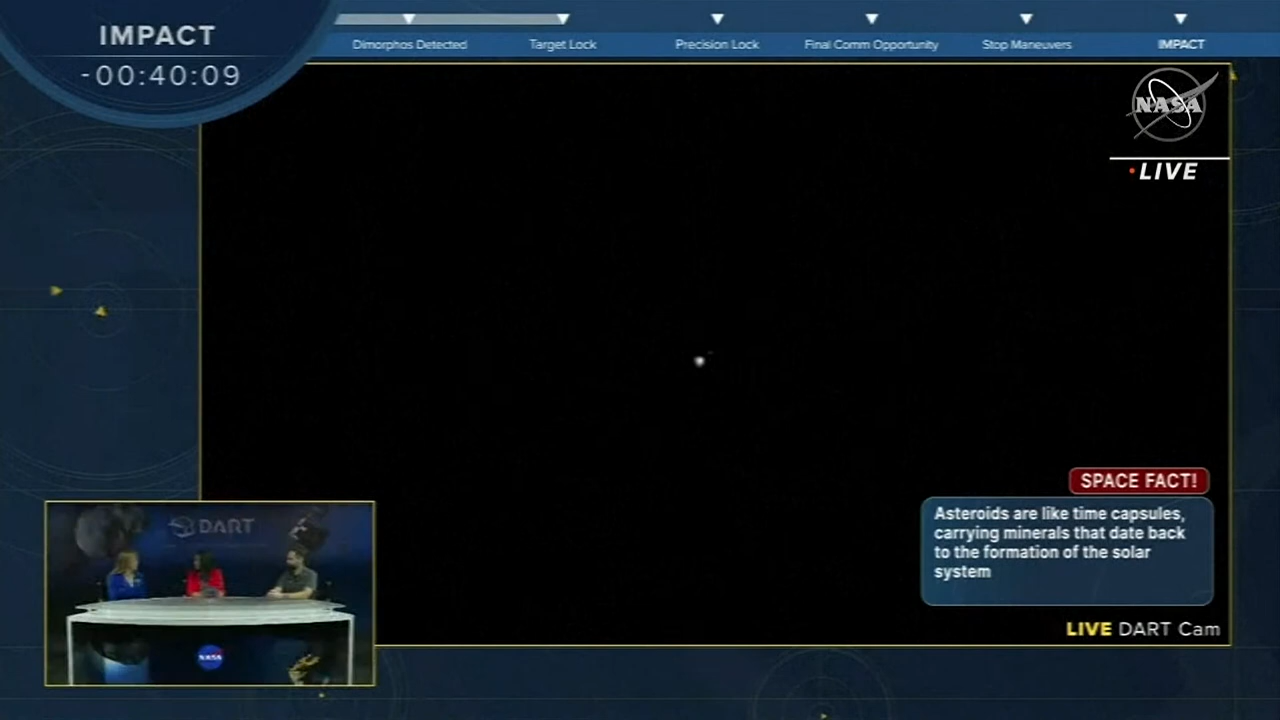 IMPACT
-00:40:09
Dimorphos Detected
Target Lock
Precision Lock
Final Comm Opportunity
Stop Maneuvers
IMPACT
NASA
LIVE
SPACE FACT!
Asteroids are like time capsules,
carrying minerals that date back
to the formation of the solar
system
LIVE DART Cam
DART
NASA